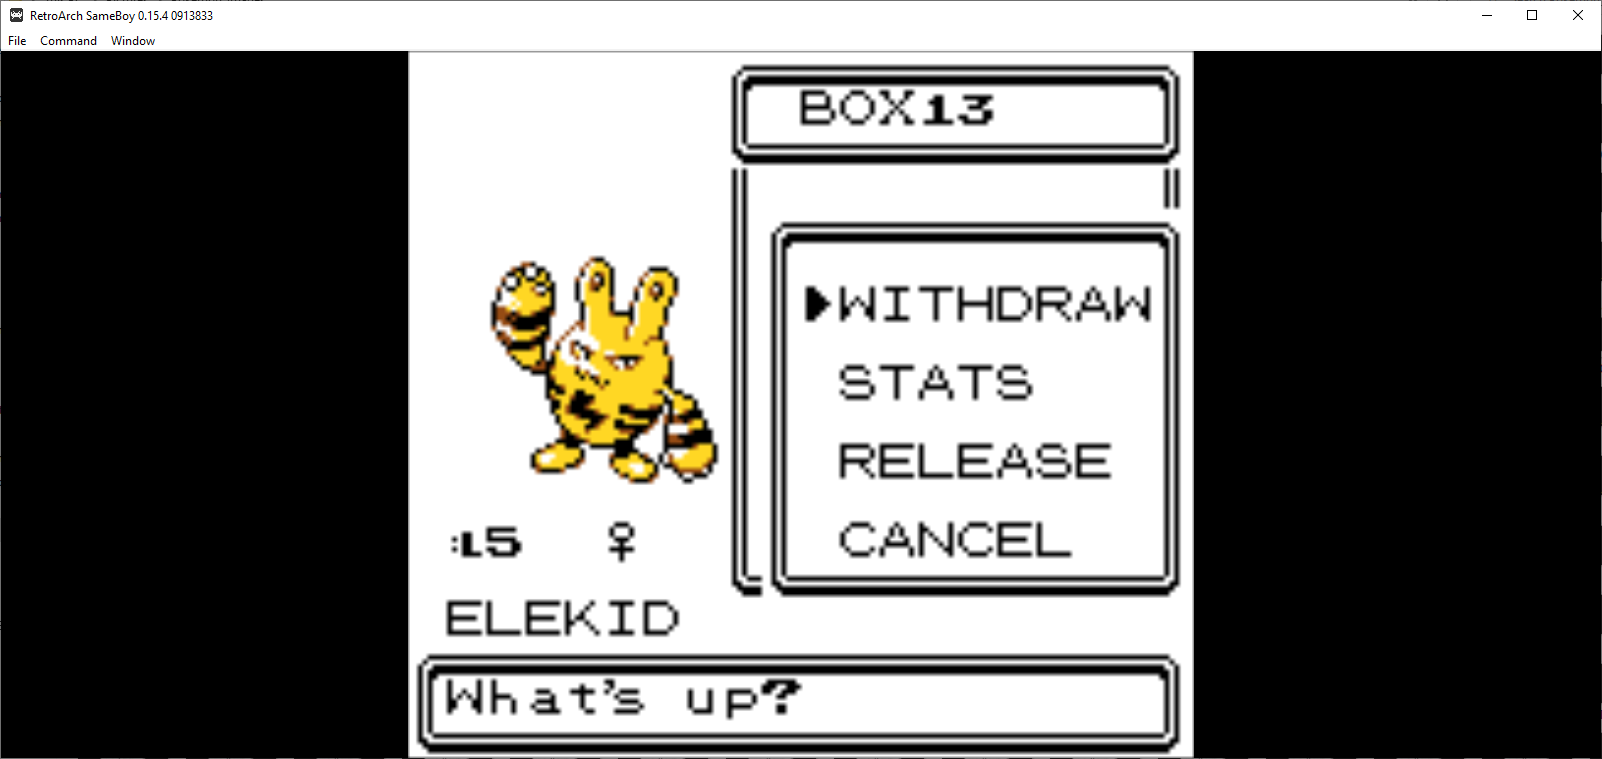 RetroArch SameBoy 0.15.4 0913833
File Command Window
BOX13
▶WITHDRAW
STATS
RELEASE
CANCEL
:L5 ♀
ELEKID
What's up?